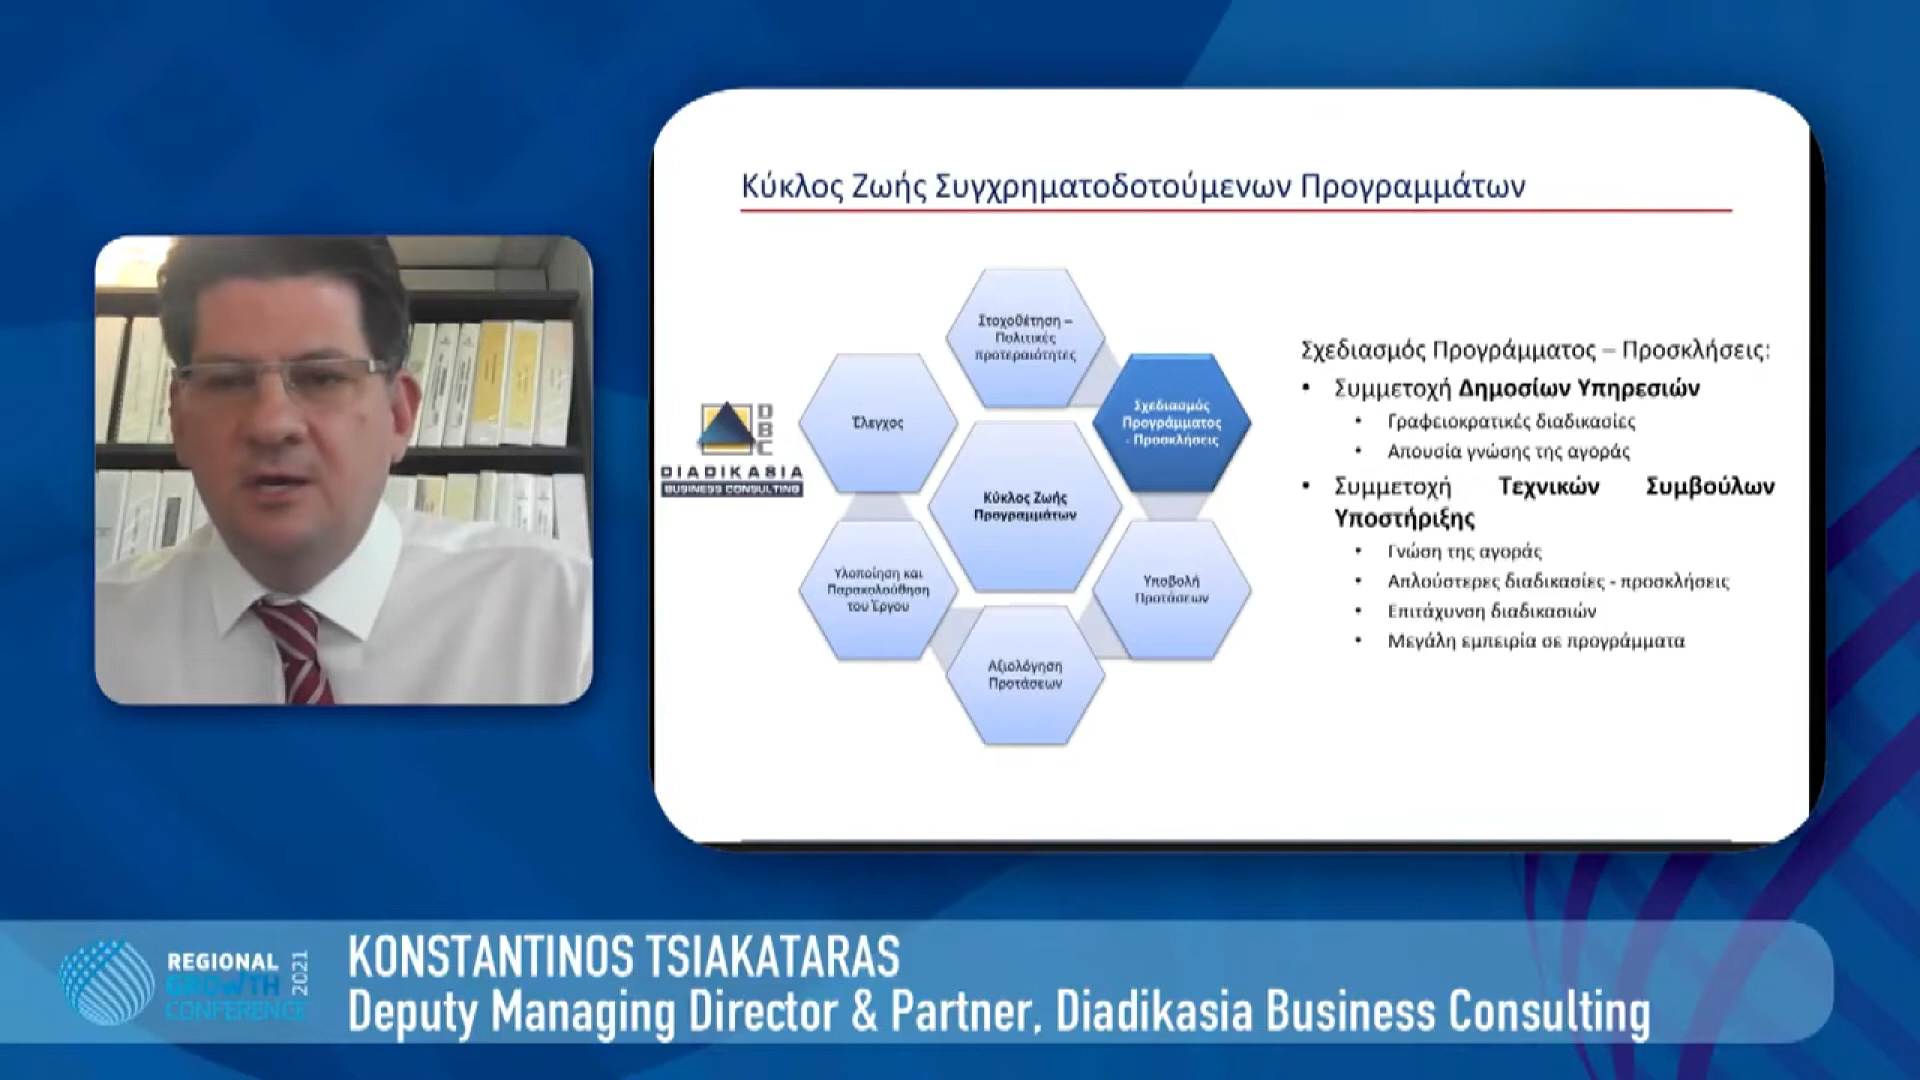 Κύκλος Ζωής Συγχρηματοδοτούμενων Προγραμμάτων
Στοχοθέτηση –
Πολιτικές
προτεραιότητες
Σχεδιασμός
Προγράμματος
- Προσκλήσεις
Υποβολή
Προτάσεων
Αξιολόγηση
Προτάσεων
Υλοποίηση και
Παρακολούθηση
του Έργου
Έλεγχος
Κύκλος Ζωής
Προγραμμάτων
DBC
DIADIKASIA
BUSINESS CONSULTING
Σχεδιασμός Προγράμματος – Προσκλήσεις:
• Συμμετοχή Δημοσίων Υπηρεσιών
• Γραφειοκρατικές διαδικασίες
• Απουσία γνώσης της αγοράς
• Συμμετοχή Τεχνικών Συμβούλων
Υποστήριξης
• Γνώση της αγοράς
• Απλούστερες διαδικασίες - προσκλήσεις
• Επιτάχυνση διαδικασιών
• Μεγάλη εμπειρία σε προγράμματα
REGIONAL
GROWTH
CONFERENCE
2021
KONSTANTINOS TSIAKATARAS
Deputy Managing Director & Partner, Diadikasia Business Consulting